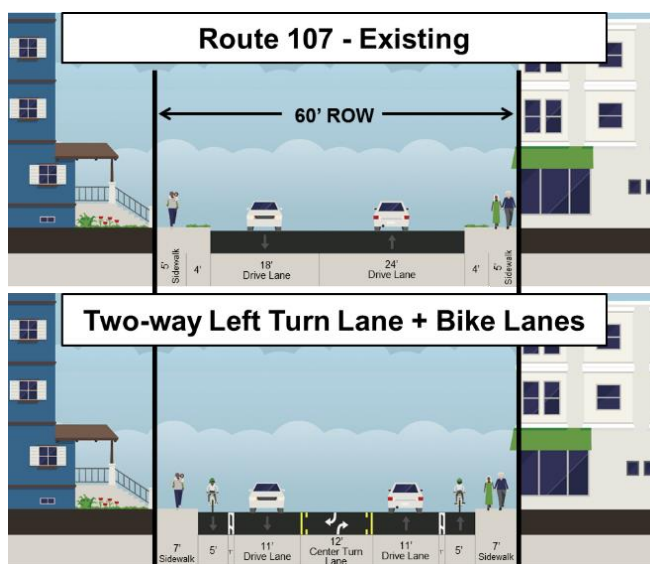 Route 107 - Existing
60' ROW
5'
Sidewalk
4'
18'
Drive Lane
24'
Drive Lane
4'
5'
Sidewalk
Two-way Left Turn Lane + Bike Lanes
7'
Sidewalk
5'
11'
Drive Lane
12'
Center Turn
Lane
11'
Drive Lane
5'
7'
Sidewalk